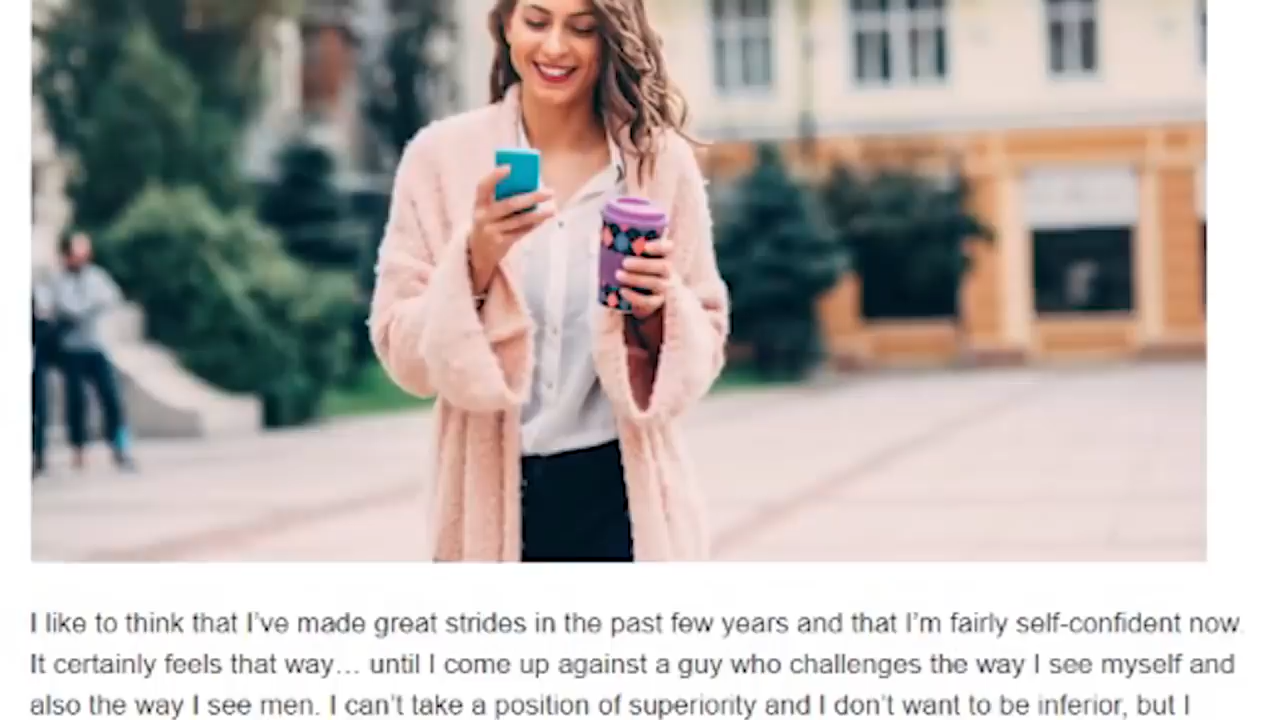 I like to think that I've made great strides in the past few years and that I'm fairly self-confident now.
It certainly feels that way… until I come up against a guy who challenges the way I see myself and
also the way I see men. I can't take a position of superiority and I don't want to be inferior, but I